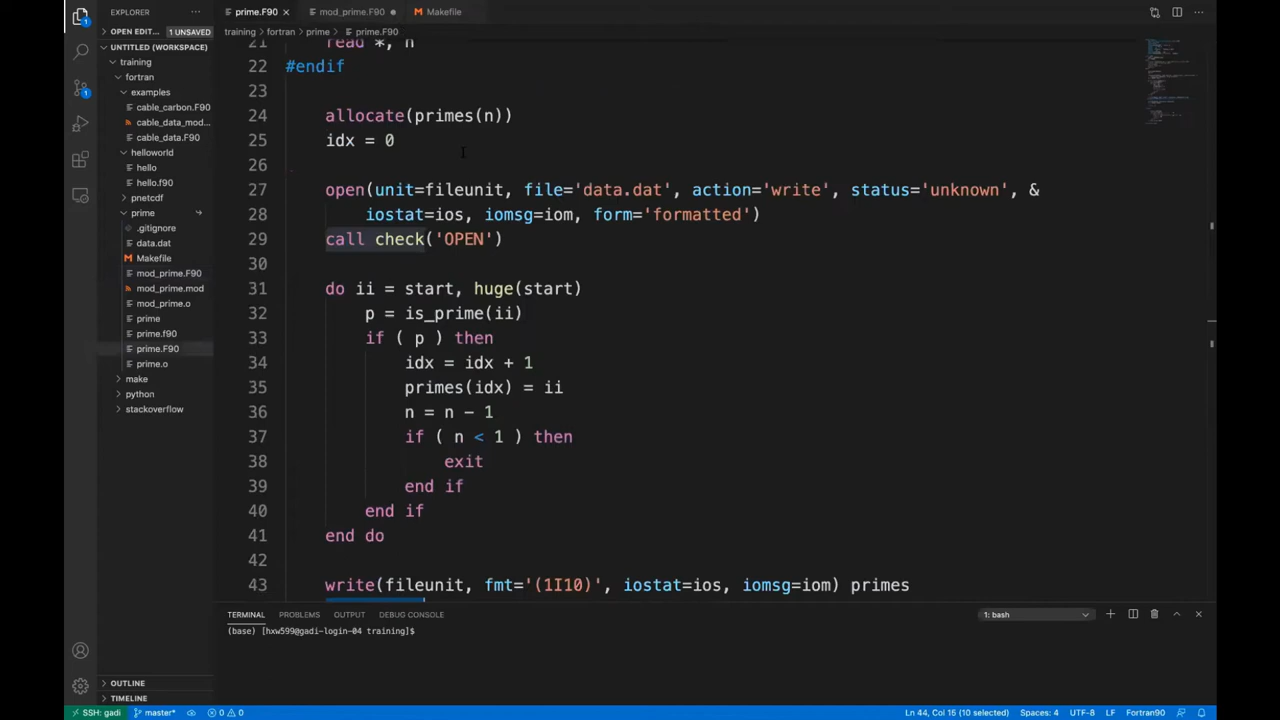 EXPLORER ...
prime.F90 × mod_prime.F90 ● Makefile ...
OPEN EDIT... 1 UNSAVED
training > fortran > prime > prime.F90
UNTITLED (WORKSPACE)
training
fortran
examples
cable_carbon.F90
cable_data_mod...
cable_data.F90
helloworld
hello
hello.f90
pnetcdf
prime
.gitignore
data.dat
Makefile
mod_prime.F90
mod_prime.mod
mod_prime.o
prime
prime.f90
prime.F90
prime.o
make
python
stackoverflow
OUTLINE
TIMELINE
21 read *, n
22 #endif
23
24 allocate(primes(n))
25 idx = 0
26
27 open(unit=fileunit, file='data.dat', action='write', status='unknown', &
28 iostat=ios, iomsg=iom, form='formatted')
29 call check('OPEN')
30
31 do ii = start, huge(start)
32 p = is_prime(ii)
33 if ( p ) then
34 idx = idx + 1
35 primes(idx) = ii
36 n = n - 1
37 if ( n < 1 ) then
38 exit
39 end if
40 end if
41 end do
42
43 write(fileunit, fmt='(1I10)', iostat=ios, iomsg=iom) primes
TERMINAL PROBLEMS OUTPUT DEBUG CONSOLE 1: bash
(base) [hxw599@gadi-login-04 training]$
SSH: gadi master* 0 0 Ln 44, Col 15 (10 selected) Spaces: 4 UTF-8 LF Fortran90